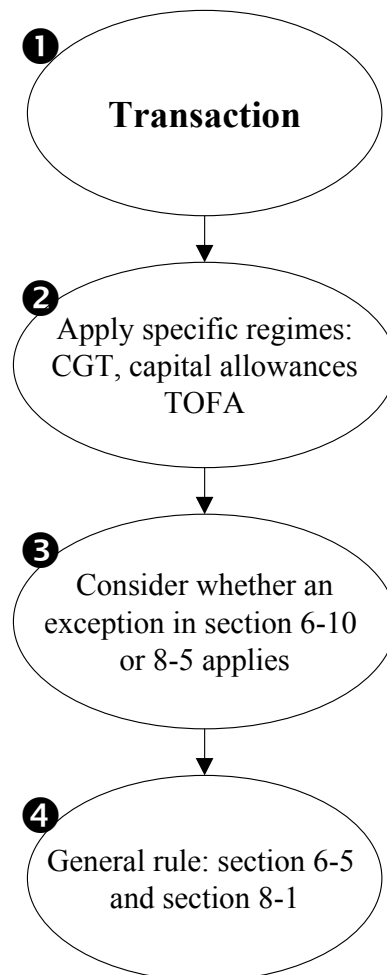 ❶
Transaction
❷
Apply specific regimes:
CGT, capital allowances
TOFA
❸
Consider whether an
exception in section 6-10
or 8-5 applies
❹
General rule: section 6-5
and section 8-1